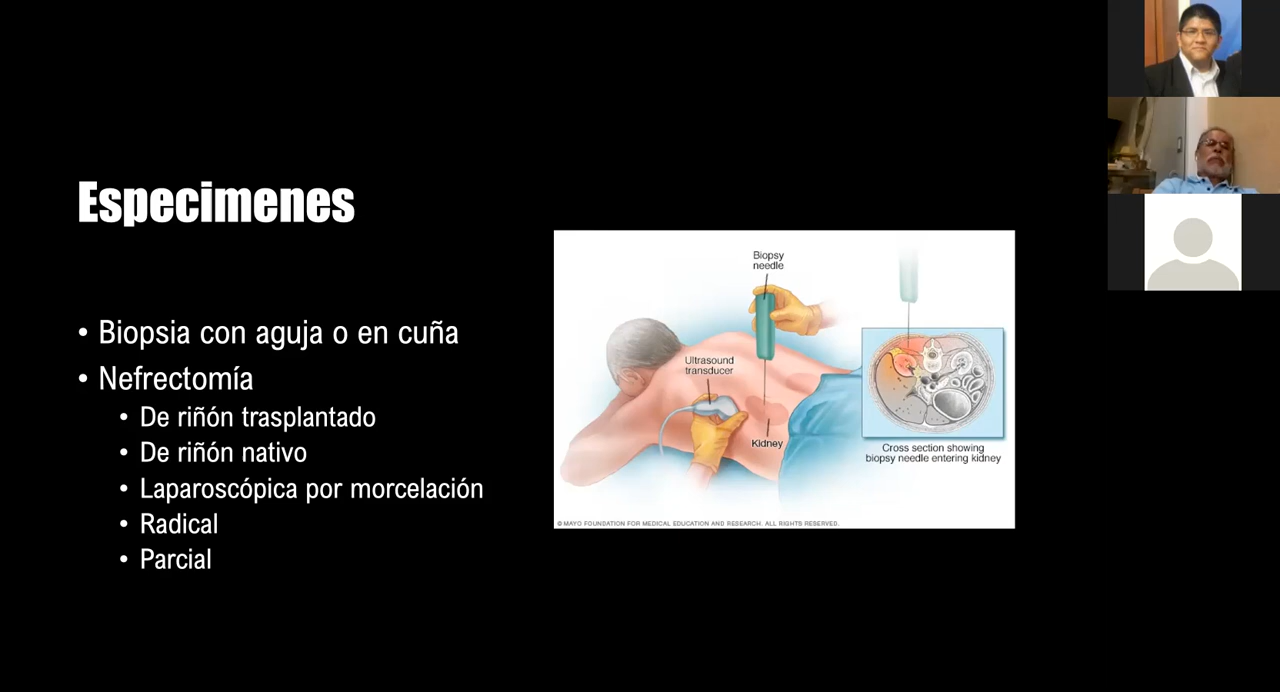 Especimenes
• Biopsia con aguja o en cuña
• Nefrectomía
• De riñón trasplantado
• De riñón nativo
• Laparoscópica por morcelación
• Radical
• Parcial
Biopsy
needle
Ultrasound
transducer
Kidney
Cross section showing
biopsy needle entering kidney
© MAYO FOUNDATION FOR MEDICAL EDUCATION AND RESEARCH. ALL RIGHTS RESERVED.